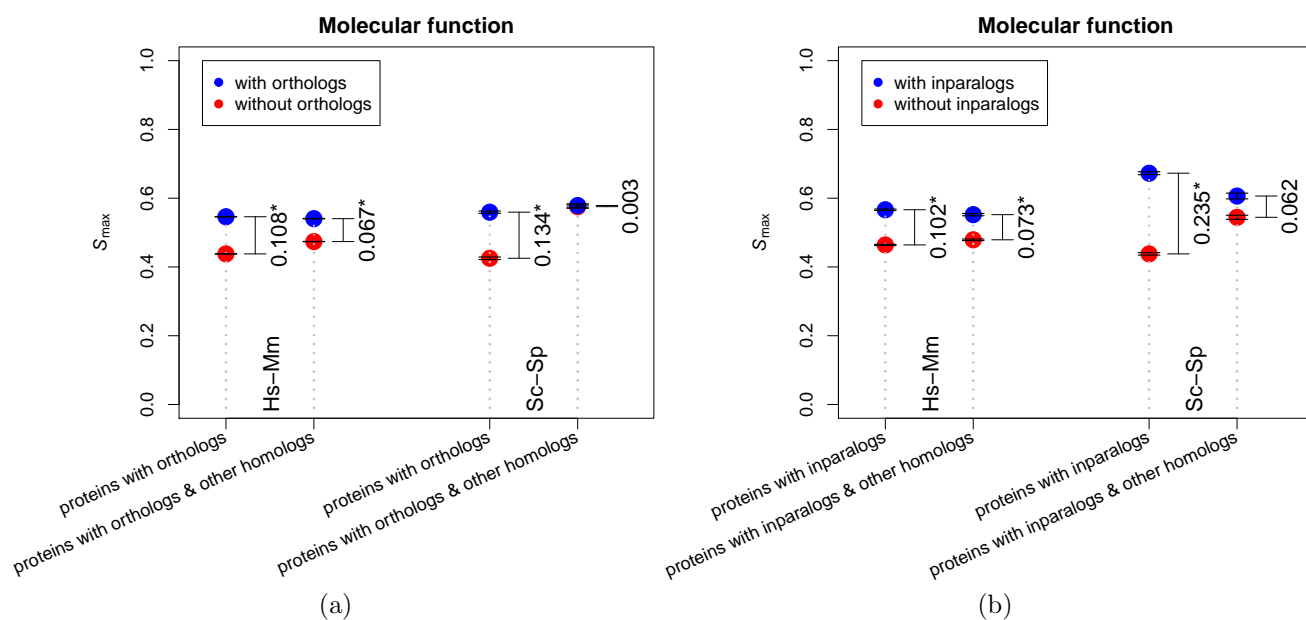 Molecular function
1.0
0.8
0.6
0.4
0.2
0.0
S_max
with orthologs
without orthologs
0.108*
0.067*
0.134*
0.003
Hs−Mm
Sc−Sp
proteins with orthologs
proteins with orthologs & other homologs
proteins with orthologs
proteins with orthologs & other homologs
(a)
Molecular function
1.0
0.8
0.6
0.4
0.2
0.0
S_max
with inparalogs
without inparalogs
0.102*
0.073*
0.235*
0.062
Hs−Mm
Sc−Sp
proteins with inparalogs
proteins with inparalogs & other homologs
proteins with inparalogs
proteins with inparalogs & other homologs
(b)